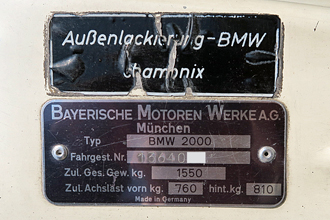 Außenlackierung-BMW
chamonix
BAYERISCHE MOTOREN WERKE A.G.
München
Typ BMW 2000
Fahrgest. Nr.
Zul. Ges. Gew. kg 1550
Zul. Achslast vorn kg. 760 hint. kg. 810
Made in Germany